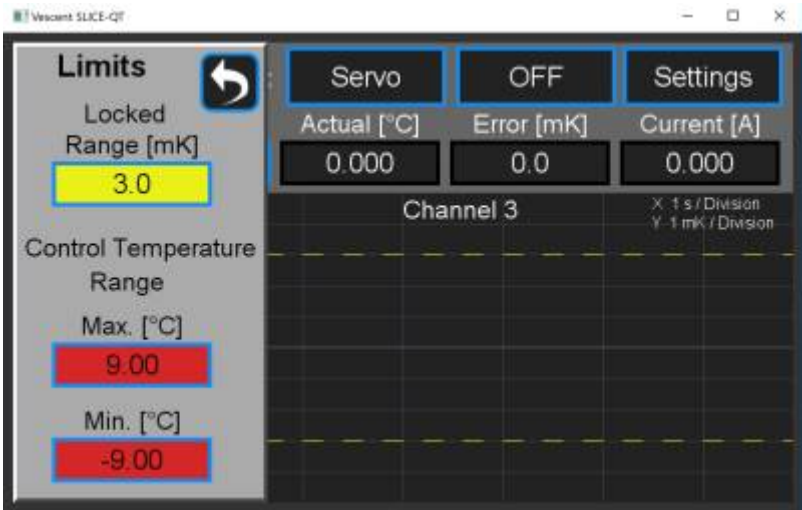 Vescent SLICE-QT
Limits
Locked
Range [mK]
3.0
Control Temperature
Range
Max. [°C]
9.00
Min. [°C]
-9.00
Servo
OFF
Settings
Actual [°C]
Error [mK]
Current [A]
0.000
0.0
0.000
Channel 3
X 1 s / Division
Y 1 mK / Division